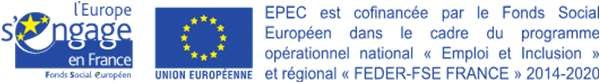 l'Europe
s'engage
en France
Fonds Social européen
UNION EUROPÉENNE
EPEC est cofinancée par le Fonds Social
Européen dans le cadre du programme
opérationnel national « Emploi et Inclusion »
et régional « FEDER-FSE FRANCE » 2014-2020